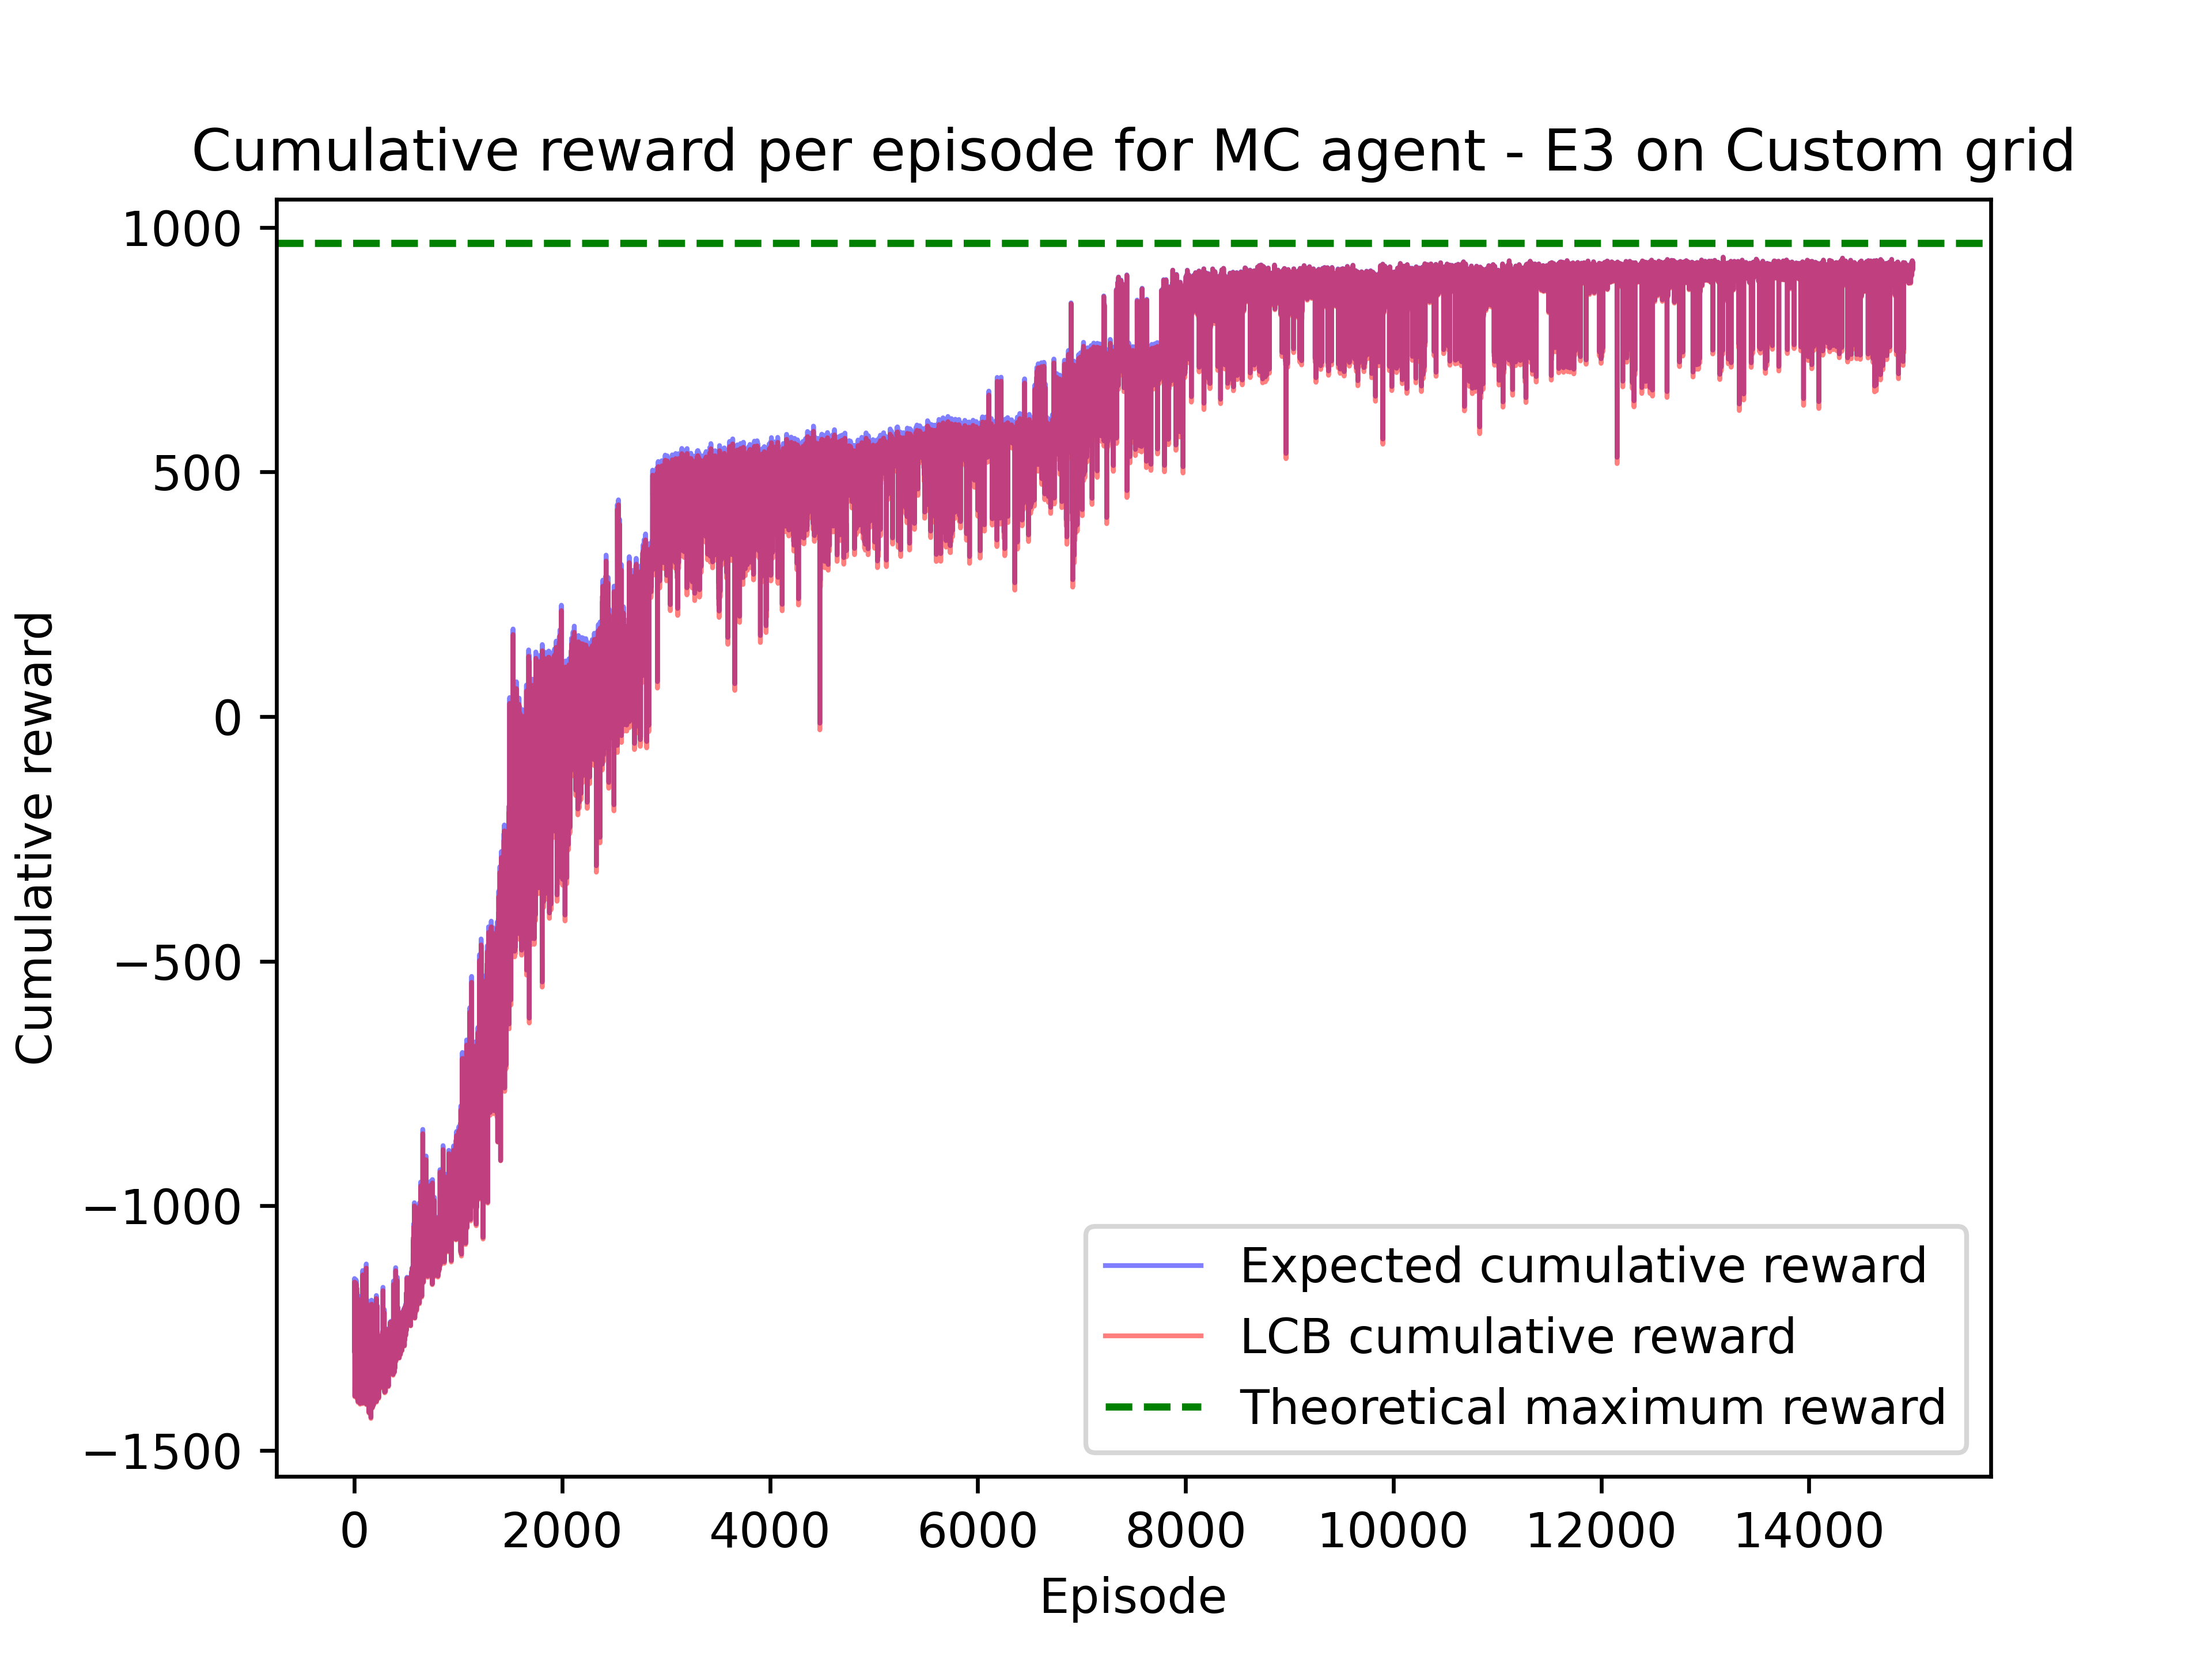 Cumulative reward per episode for MC agent - E3 on Custom grid
1000
500
0
−500
−1000
−1500
Cumulative reward
Expected cumulative reward
LCB cumulative reward
Theoretical maximum reward
0 2000 4000 6000 8000 10000 12000 14000
Episode